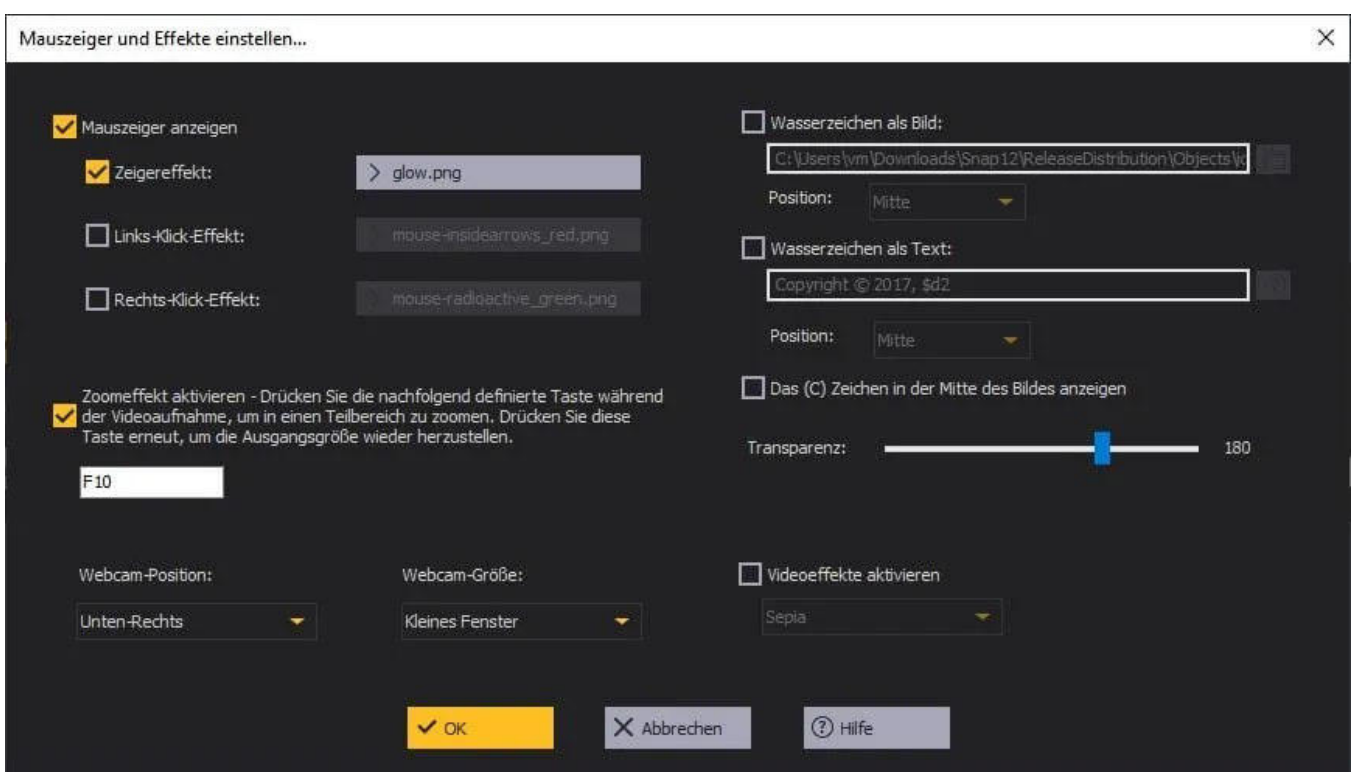 Mauszeiger und Effekte einstellen...
Mauszeiger anzeigen
Zeigereffekt:
glow.png
Links-Klick-Effekt:
mouse-insidearrows_red.png
Rechts-Klick-Effekt:
mouse-radioactive_green.png
Zoomeffekt aktivieren - Drücken Sie die nachfolgend definierte Taste während
der Videoaufnahme, um in einen Teilbereich zu zoomen. Drücken Sie diese
Taste erneut, um die Ausgangsgröße wieder herzustellen.
F10
Webcam-Position:
Unten-Rechts
Webcam-Größe:
Kleines Fenster
Wasserzeichen als Bild:
C:\Users\vm\Downloads\Snap12\ReleaseDistribution\Objects\
Position:
Mitte
Wasserzeichen als Text:
Copyright © 2017, $d2
Position:
Mitte
Das (C) Zeichen in der Mitte des Bildes anzeigen
Transparenz:
180
Videoeffekte aktivieren
Sepia
OK
Abbrechen
Hilfe